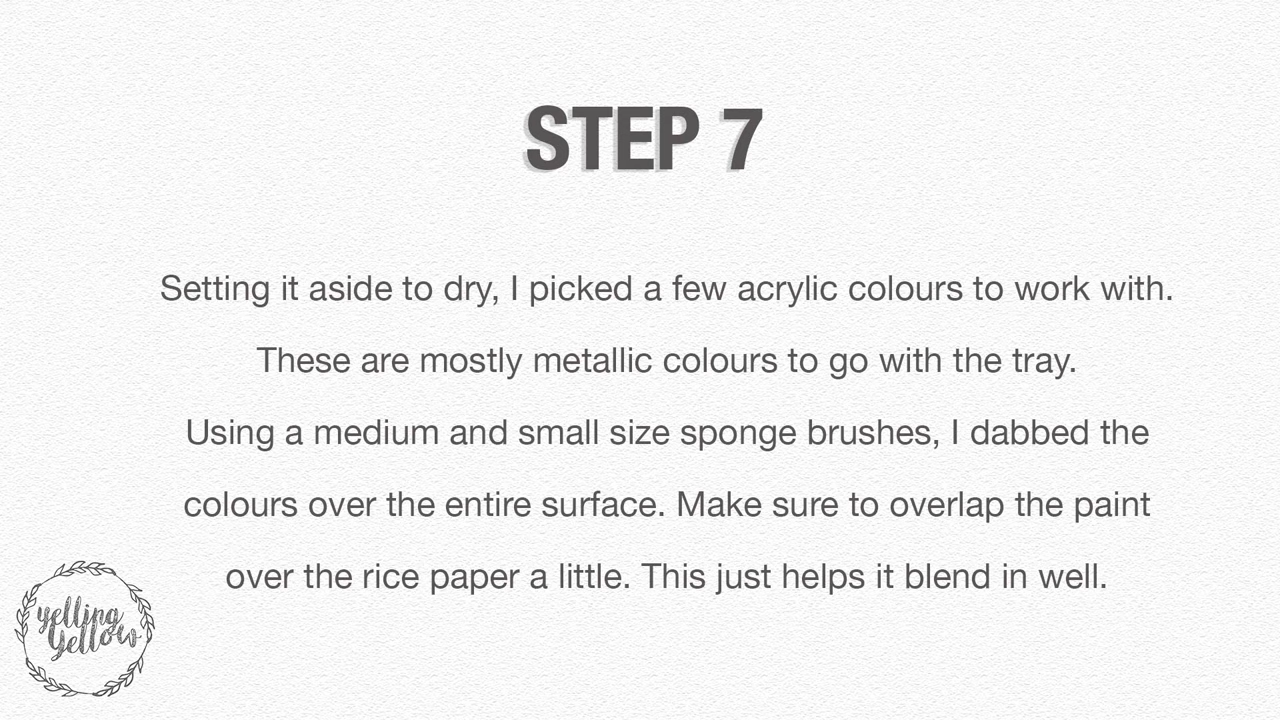 STEP 7
Setting it aside to dry, I picked a few acrylic colours to work with.
These are mostly metallic colours to go with the tray.
Using a medium and small size sponge brushes, I dabbed the
colours over the entire surface. Make sure to overlap the paint
over the rice paper a little. This just helps it blend in well.
yelling
yellow